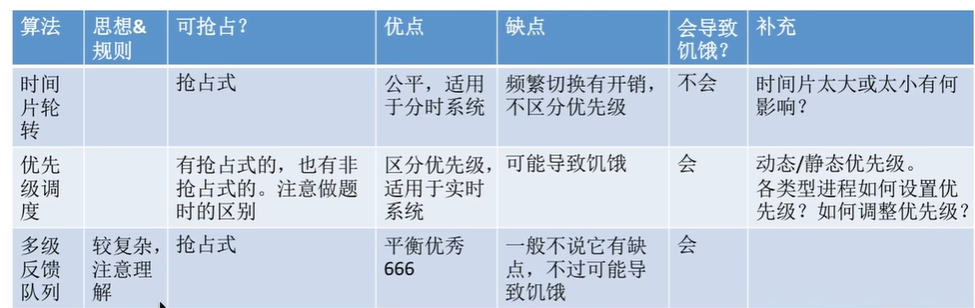 算法 思想& 可抢占？ 优点 缺点 会导致 补充
规则 饥饿？
时间 抢占式 公平，适用 频繁切换有开销， 不会 时间片太大或太小有何
片轮 于分时系统 不区分优先级 影响？
转
优先 有抢占式的，也有非 区分优先级， 可能导致饥饿 会 动态/静态优先级。
级调 抢占式的。注意做题 适用于实时 各类型进程如何设置优
度 时的区别 系统 先级？如何调整优先级？
多级 较复杂， 抢占式 平衡优秀 一般不说它有缺 会
反馈 注意理 666 点，不过可能导
队列 解 致饥饿